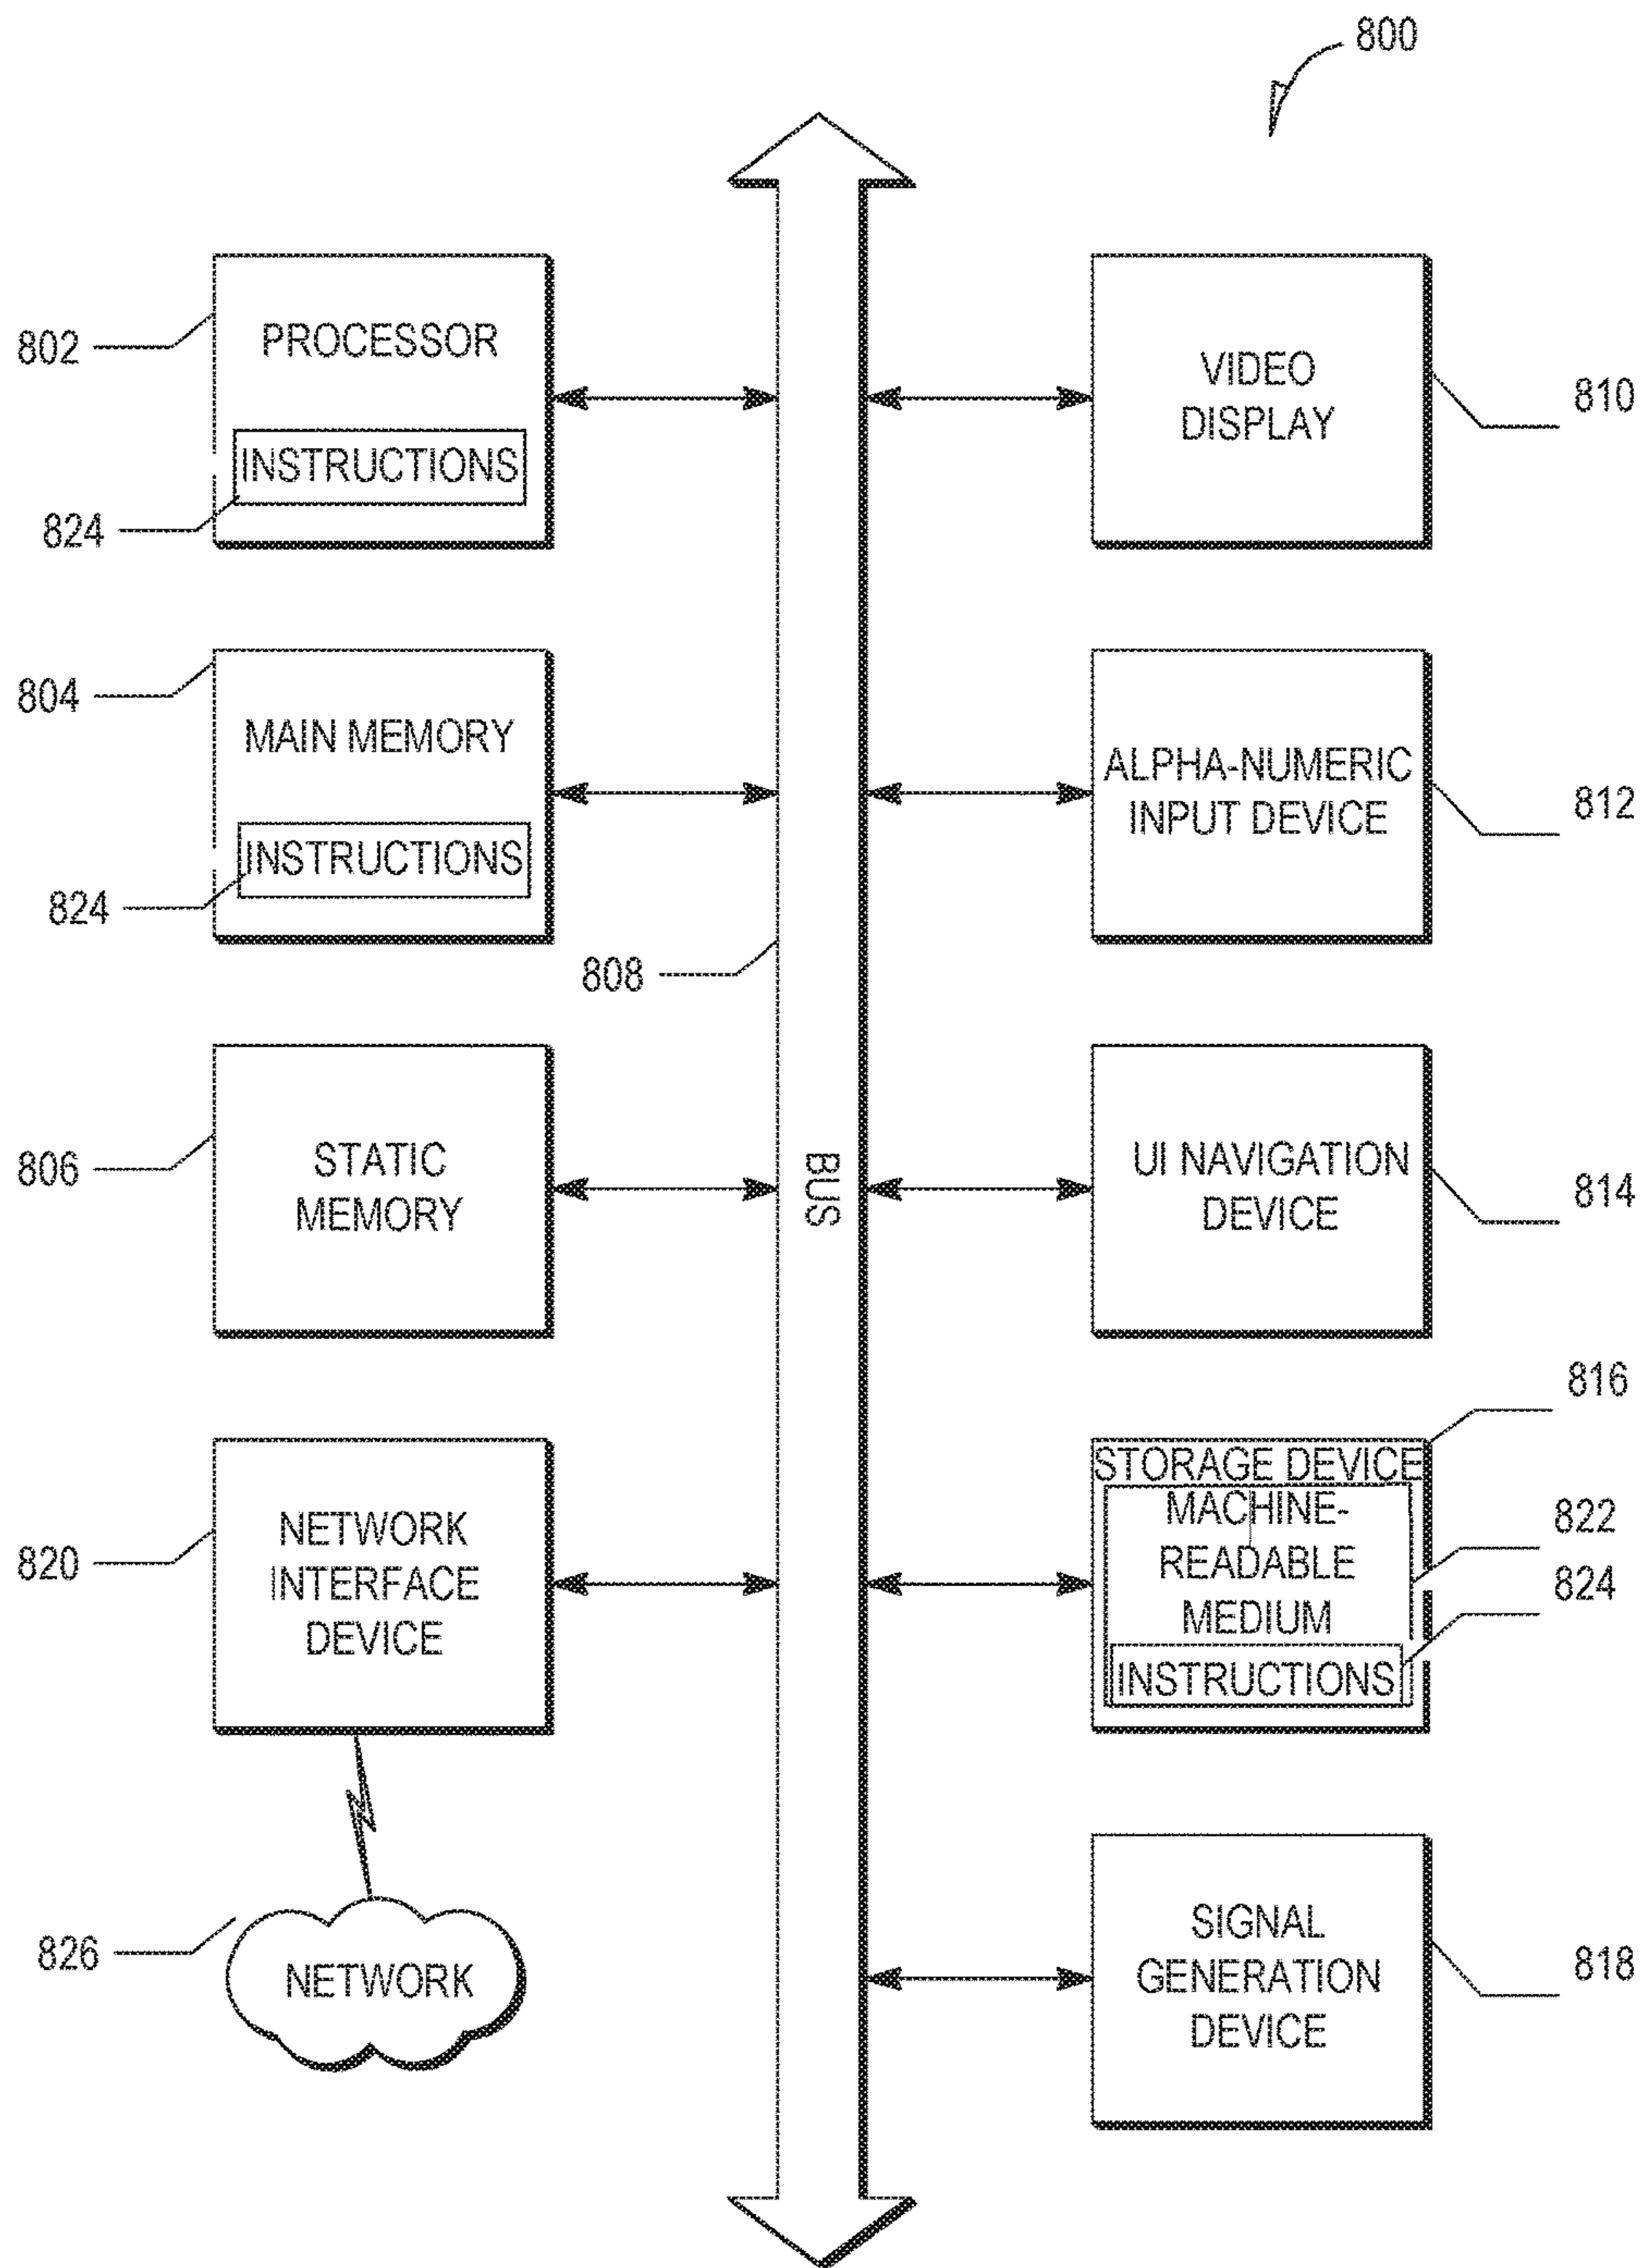 800
802
PROCESSOR
INSTRUCTIONS
824
804
MAIN MEMORY
INSTRUCTIONS
824
808
806
STATIC
MEMORY
820
NETWORK
INTERFACE
DEVICE
826
NETWORK
BUS
VIDEO
DISPLAY
810
ALPHA-NUMERIC
INPUT DEVICE
812
UI NAVIGATION
DEVICE
814
816
STORAGE DEVICE
MACHINE-
READABLE
MEDIUM
822
824
INSTRUCTIONS
SIGNAL
GENERATION
DEVICE
818